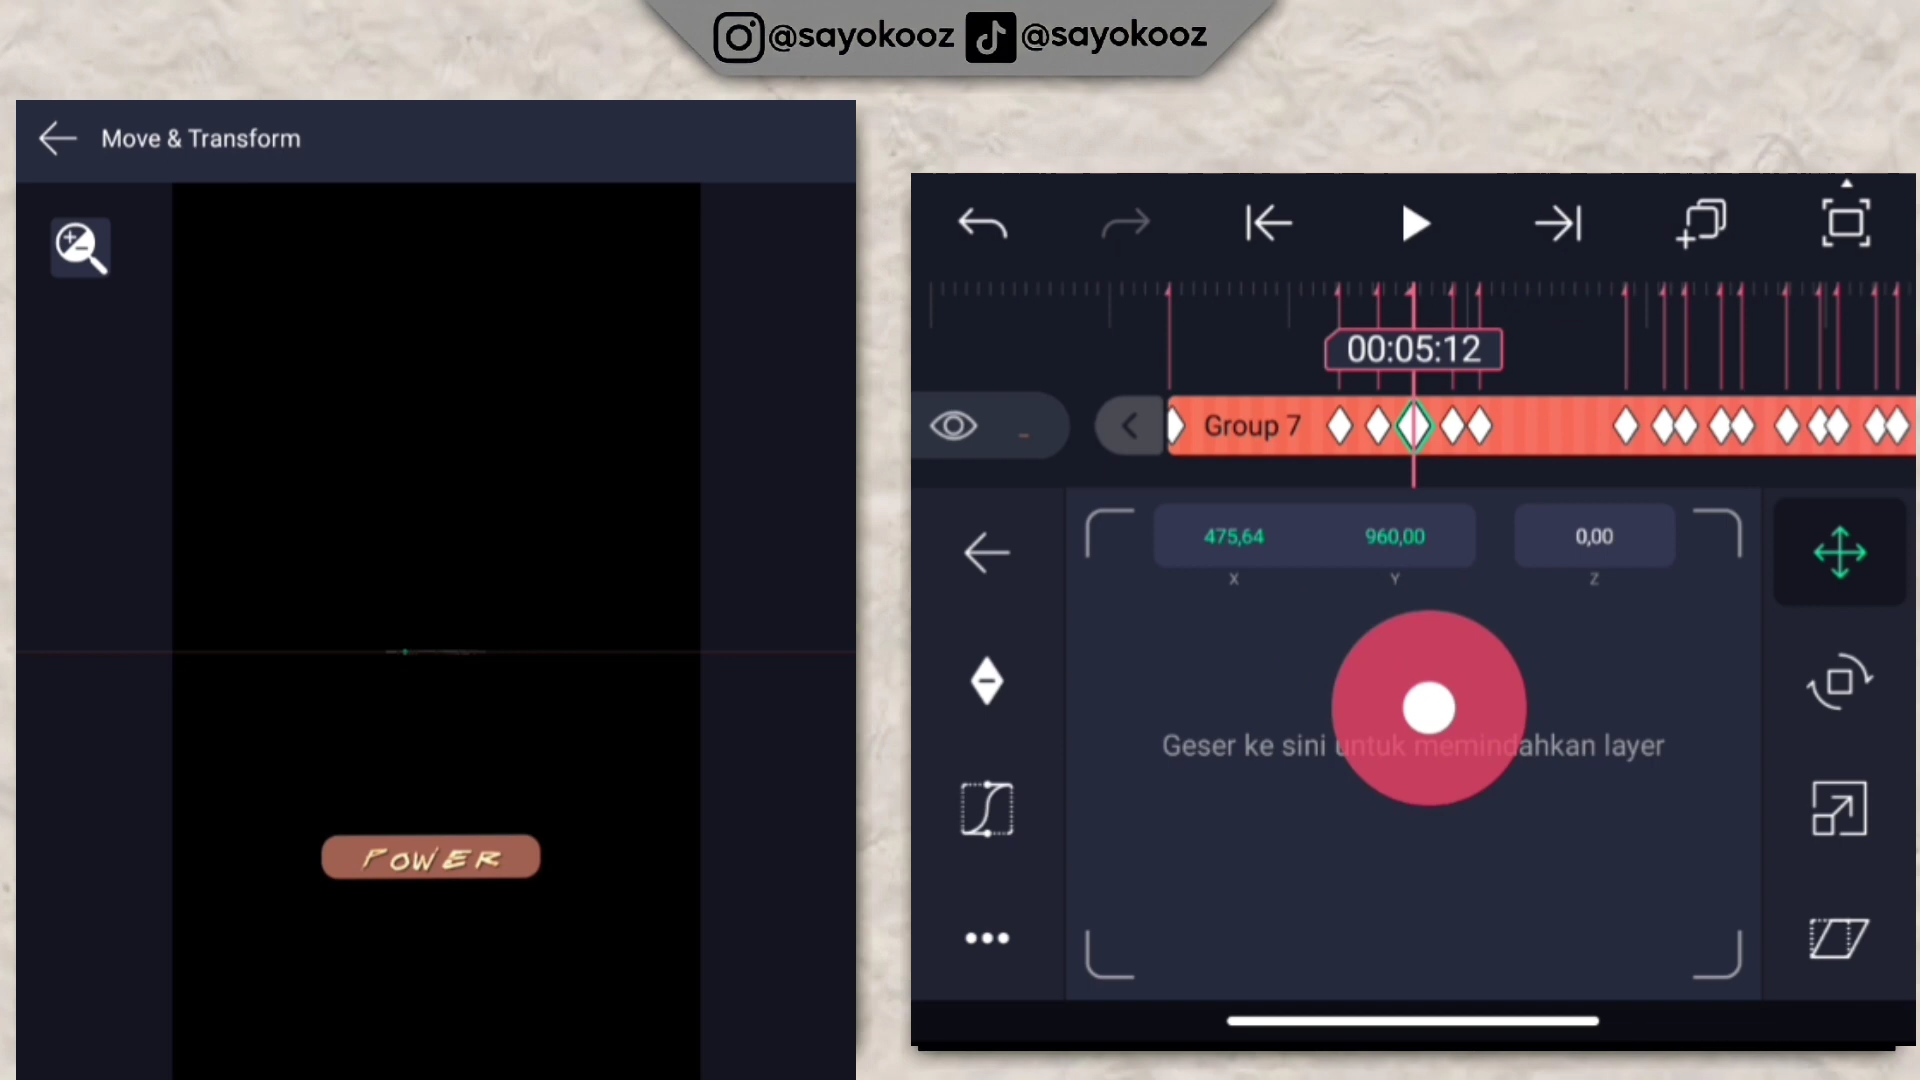 @sayokooz @sayokooz
Move & Transform
POWER
00:05:12
Group 7
475,64 960,00 0,00
X Y Z
Geser ke sini untuk memindahkan layer